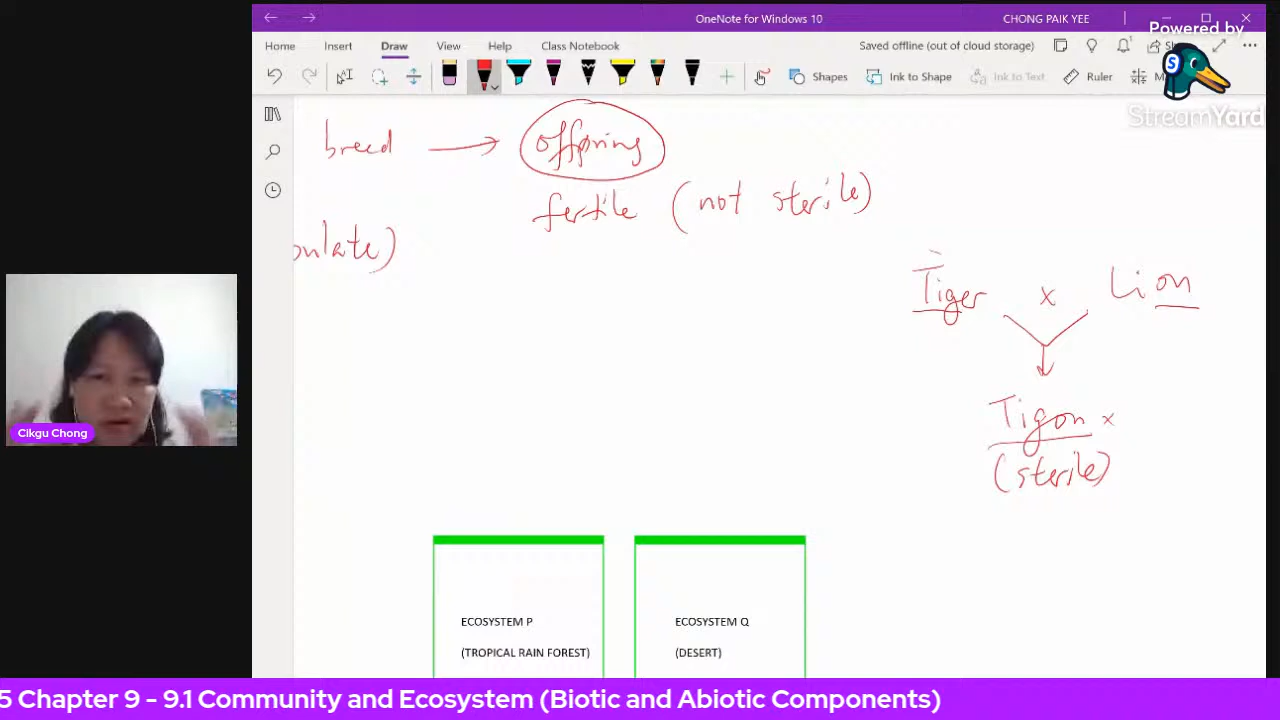 OneNote for Windows 10
CHONG PAIK YEE
Powered by
StreamYard
Home Insert Draw View Help Class Notebook
Saved offline (out of cloud storage)
Shapes Ink to Shape Ink to Text Ruler
breed → offspring
fertile (not sterile)
onulate)
Tiger x Lion
Tigon x
(sterile)
Cikgu Chong
ECOSYSTEM P
(TROPICAL RAIN FOREST)
ECOSYSTEM Q
(DESERT)
5 Chapter 9 - 9.1 Community and Ecosystem (Biotic and Abiotic Components)